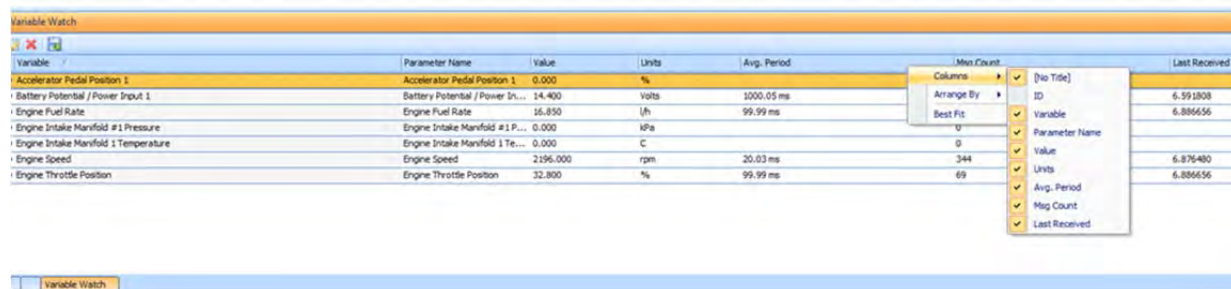 Variable Watch
Variable Parameter Name Value Units Avg. Period Msg Count Last Received
Accelerator Pedal Position 1 Accelerator Pedal Position 1 0.000 %
Battery Potential / Power Input 1 Battery Potential / Power In... 14.400 Volts 1000.05 ms 6.591808
Engine Fuel Rate Engine Fuel Rate 16.850 l/h 99.99 ms 6.886656
Engine Intake Manifold #1 Pressure Engine Intake Manifold #1 P... 0.000 kPa 0
Engine Intake Manifold 1 Temperature Engine Intake Manifold 1 Te... 0.000 C 0
Engine Speed Engine Speed 2196.000 rpm 20.03 ms 344 6.876480
Engine Throttle Position Engine Throttle Position 32.800 % 99.99 ms 69 6.886656
Columns
Arrange By
Best Fit
[No Title]
ID
Variable
Parameter Name
Value
Units
Avg. Period
Msg Count
Last Received
Variable Watch